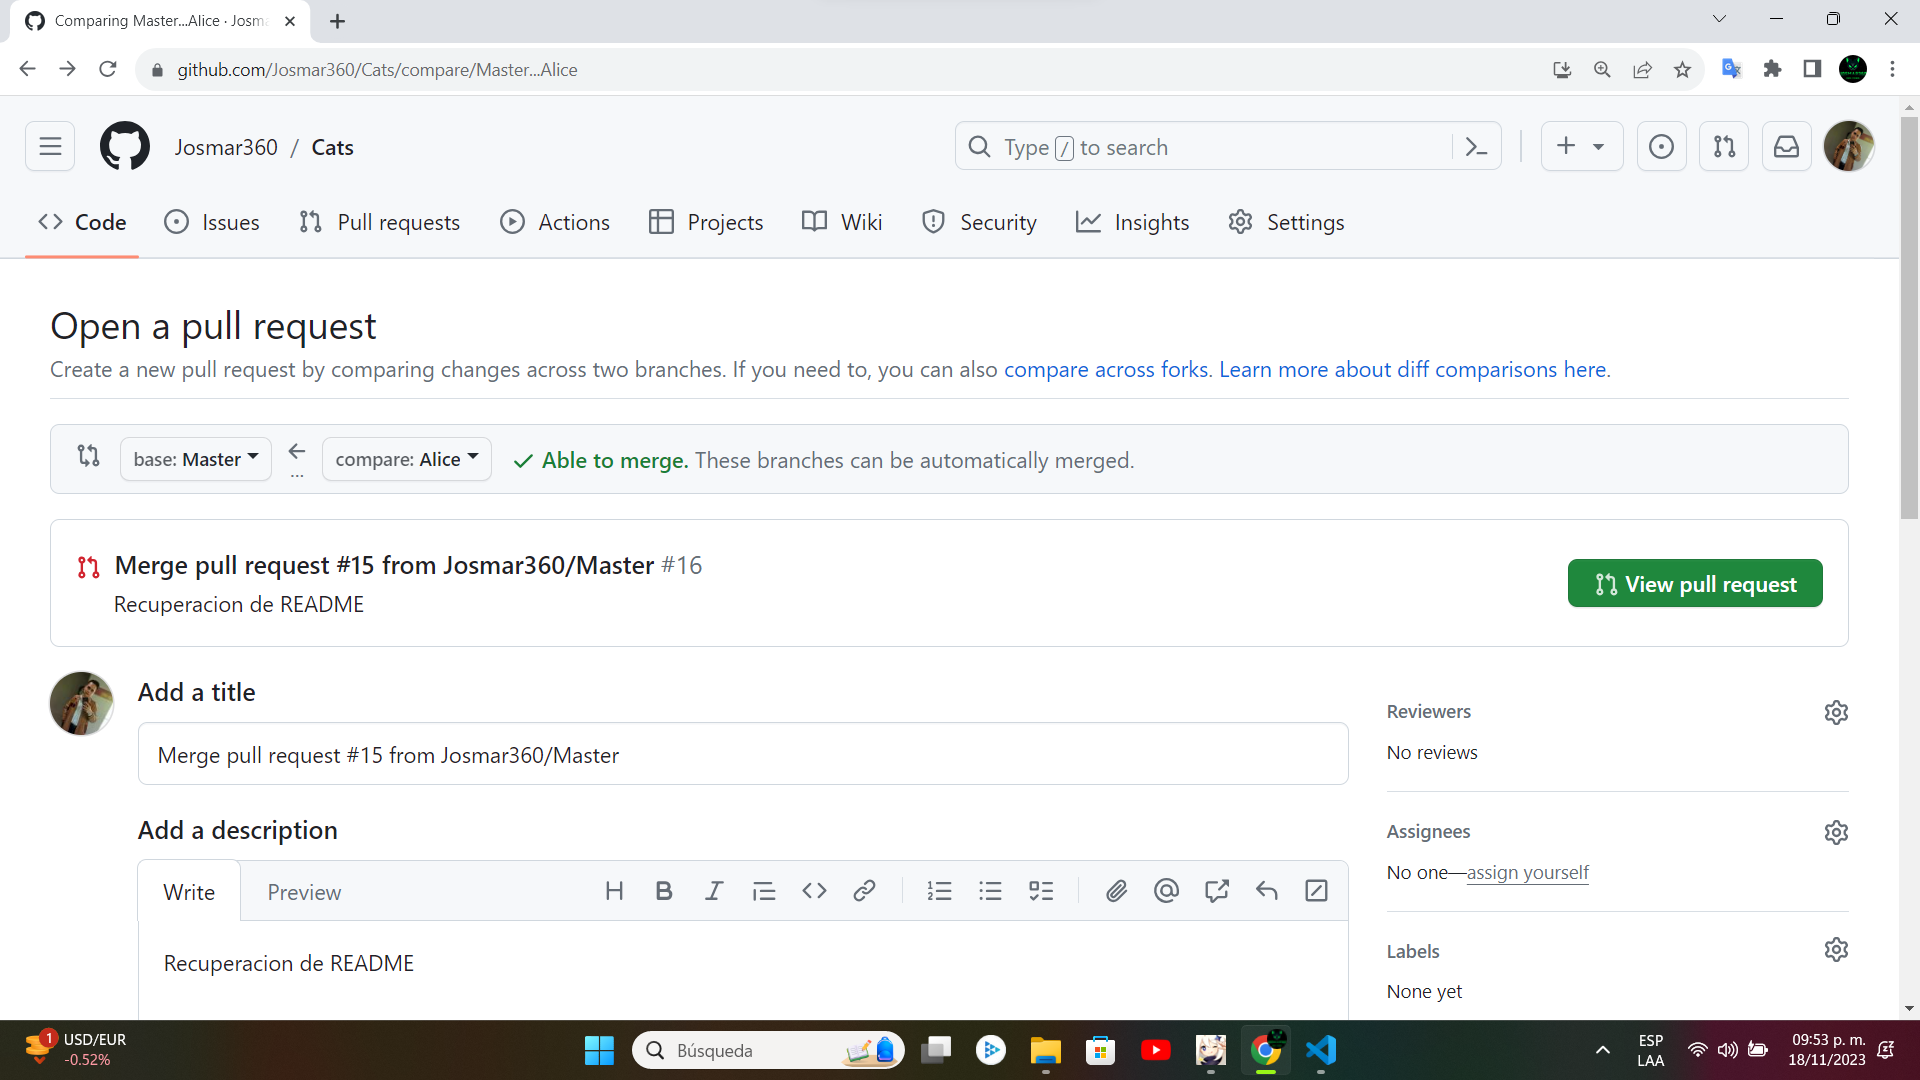 Comparing Master...Alice · Josma
github.com/Josmar360/Cats/compare/Master...Alice
Josmar360 / Cats
Type / to search
Code
Issues
Pull requests
Actions
Projects
Wiki
Security
Insights
Settings
Open a pull request
Create a new pull request by comparing changes across two branches. If you need to, you can also compare across forks. Learn more about diff comparisons here.
base: Master
...
compare: Alice
Able to merge. These branches can be automatically merged.
Merge pull request #15 from Josmar360/Master #16
Recuperacion de README
View pull request
Add a title
Merge pull request #15 from Josmar360/Master
Add a description
Write
Preview
Recuperacion de README
Reviewers
No reviews
Assignees
No one—assign yourself
Labels
None yet
1
USD/EUR
-0.52%
Búsqueda
ESP
LAA
09:53 p. m.
18/11/2023